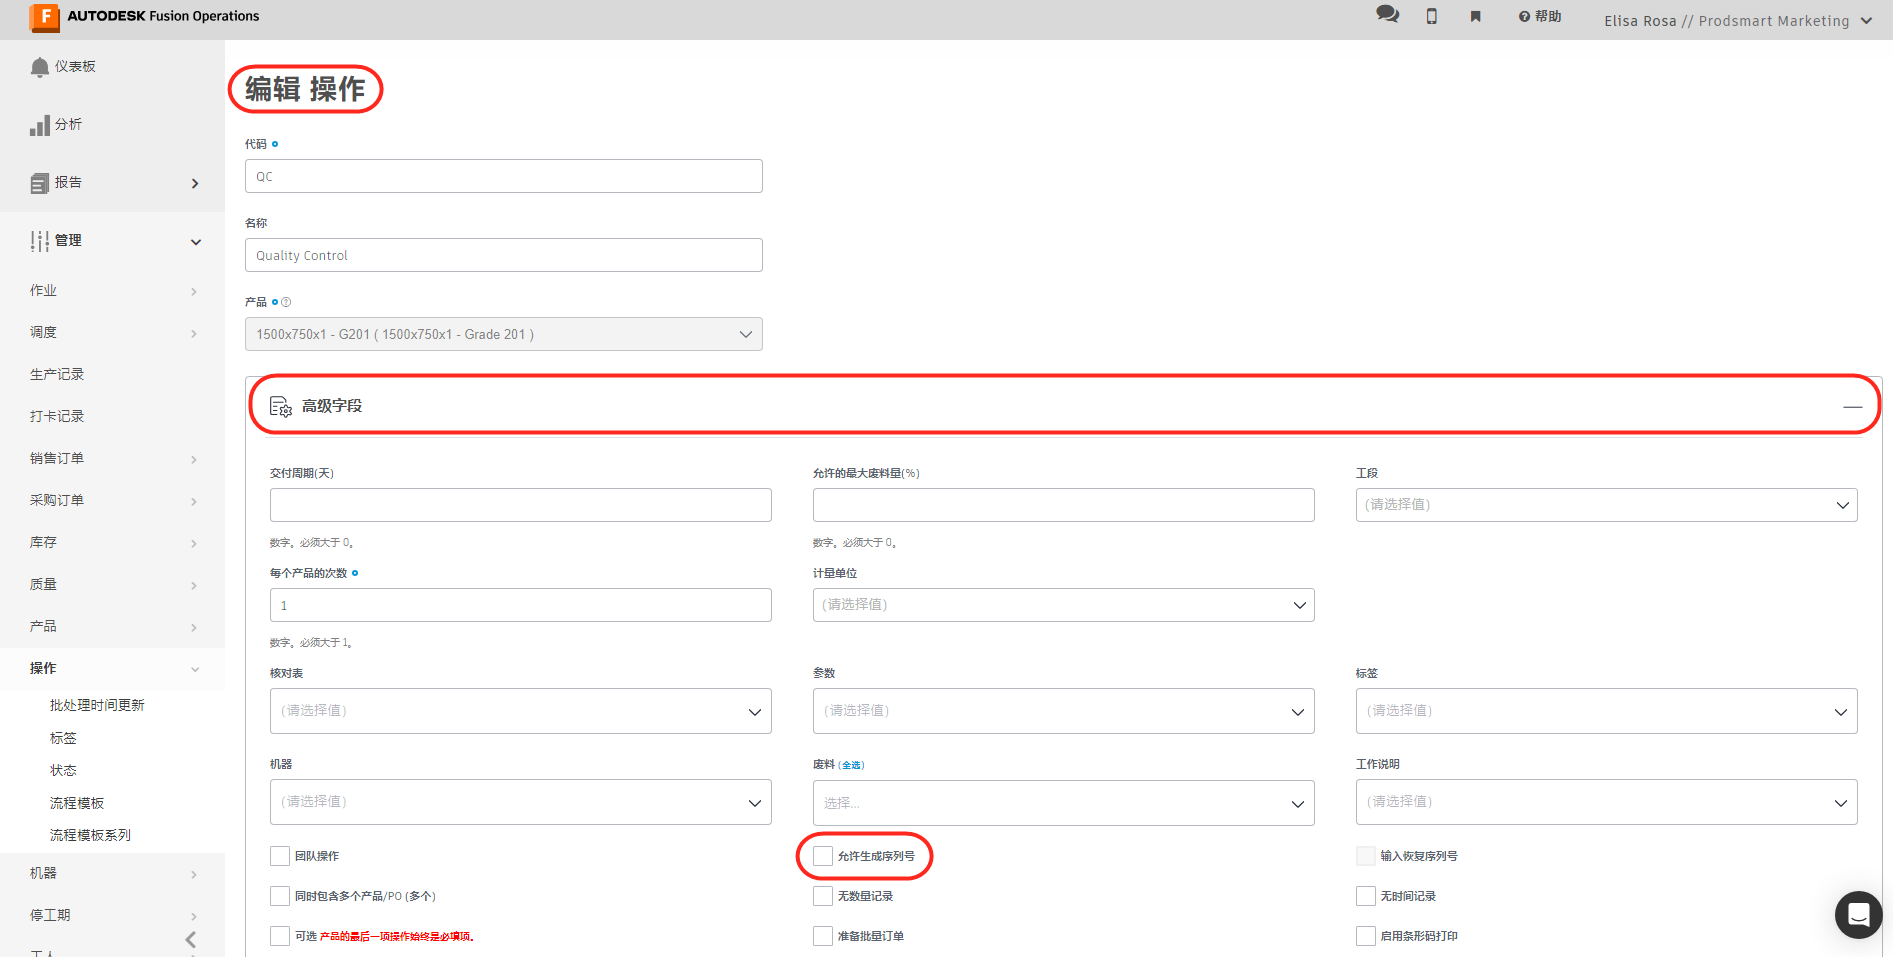 AUTODESK Fusion Operations
帮助
Elisa Rosa // Prodsmart Marketing
仪表板
分析
报告
管理
作业
调度
生产记录
打卡记录
销售订单
采购订单
库存
质量
产品
操作
批处理时间更新
标签
状态
流程模板
流程模板系列
机器
停工期
编辑 操作
代码
QC
名称
Quality Control
产品
1500x750x1 - G201 ( 1500x750x1 - Grade 201 )
高级字段
交付周期(天)
允许的最大废料量(%)
工段
(请选择值)
数字。必须大于 0。
数字。必须大于 0。
每个产品的次数
计量单位
1
(请选择值)
数字。必须大于 1。
核对表
参数
标签
(请选择值)
(请选择值)
(请选择值)
机器
废料 (全选)
工作说明
(请选择值)
选择...
(请选择值)
团队操作
允许生成序列号
输入恢复序列号
同时包含多个产品/PO (多个)
无数量记录
无时间记录
可选 产品的最后一项操作始终是必填项。
准备批量订单
启用条形码打印